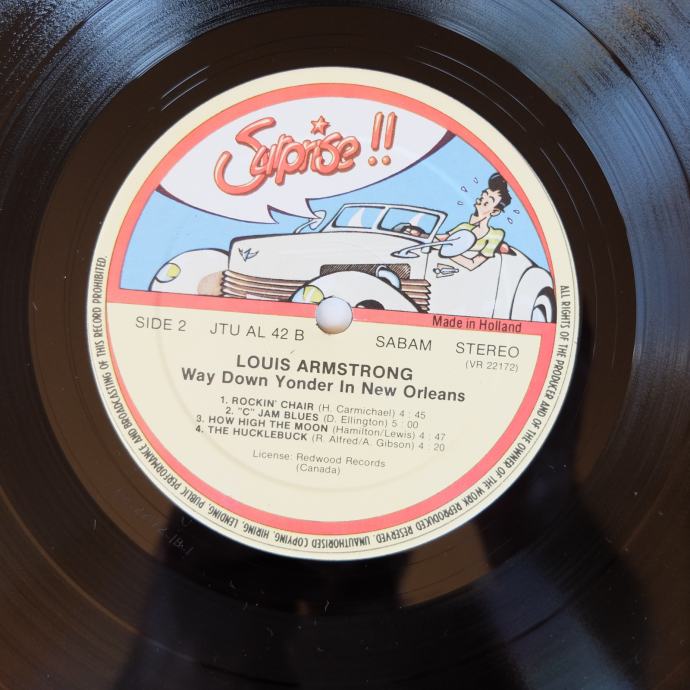 Surprise !!
Made in Holland
SIDE 2 JTU AL 42 B SABAM STEREO
(VR 22172)
LOUIS ARMSTRONG
Way Down Yonder In New Orleans
1. ROCKIN' CHAIR (H. Carmichael) 4 : 45
2. "C" JAM BLUES (D. Ellington) 5 : 00
3. HOW HIGH THE MOON (Hamilton/Lewis) 4 : 47
4. THE HUCKLEBUCK (R. Alfred/A. Gibson) 4 : 20
License: Redwood Records
(Canada)
ALL RIGHTS OF THE PRODUCER AND OF THE OWNER OF THE WORK REPRODUCED RESERVED. UNAUTHORISED COPYING, HIRING, LENDING, PUBLIC PERFORMANCE AND BROADCASTING OF THIS RECORD PROHIBITED.